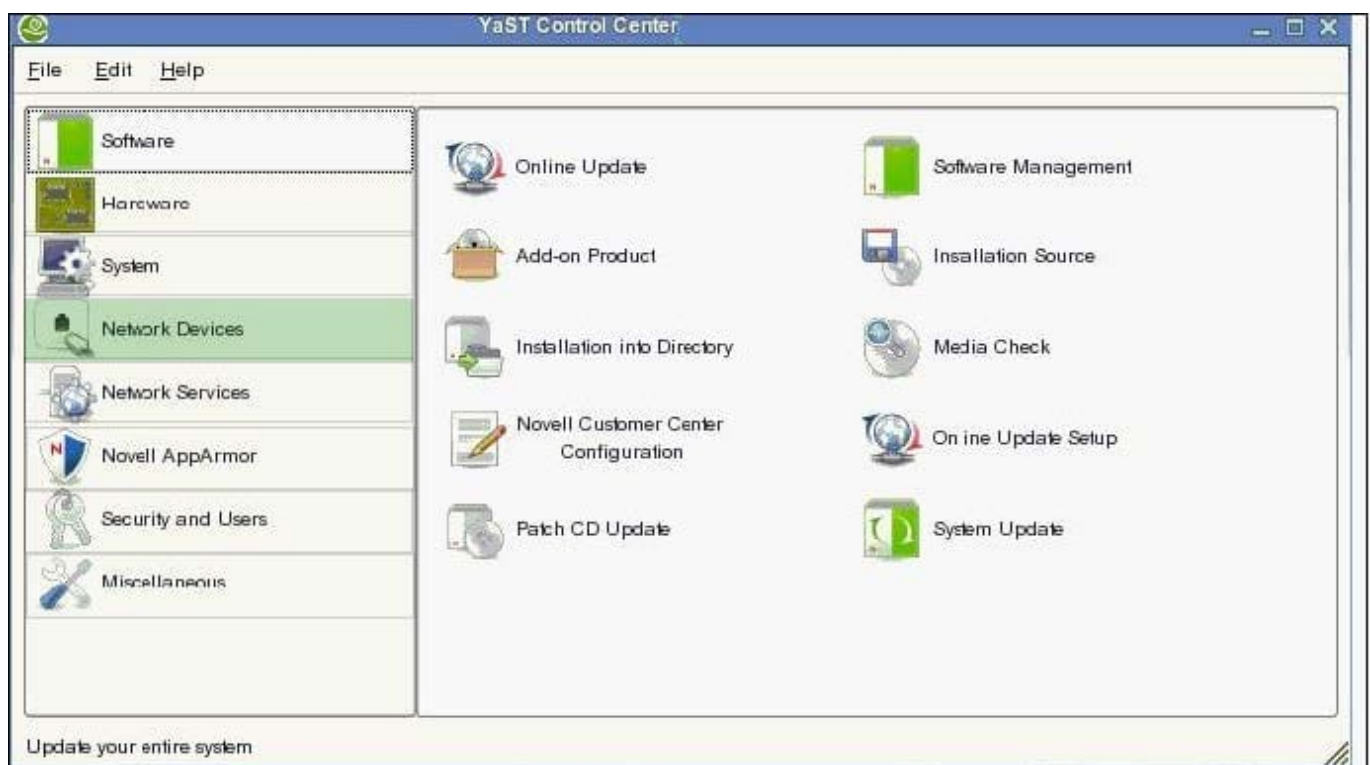 YaST Control Center
File Edit Help
Software
Hardware
System
Network Devices
Network Services
Novell AppArmor
Security and Users
Miscellaneous
Online Update
Software Management
Add-on Product
Insallation Source
Installation into Directory
Media Check
Novell Customer Center
Configuration
On ine Update Setup
Patch CD Update
System Update
Update your entire system